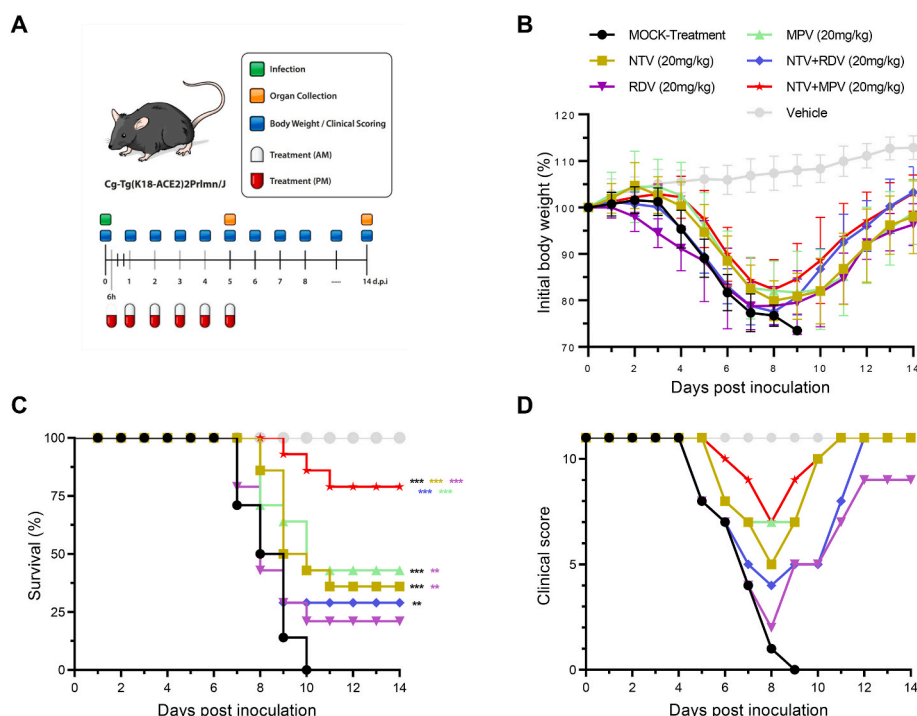 A
Infection
Organ Collection
Body Weight / Clinical Scoring
Treatment (AM)
Treatment (PM)
Cg-Tg(K18-ACE2)2Prlmn/J
0 1 2 3 4 5 6 7 8 ..... 14 d.p.i
6h
B
MOCK-Treatment
NTV (20mg/kg)
RDV (20mg/kg)
MPV (20mg/kg)
NTV+RDV (20mg/kg)
NTV+MPV (20mg/kg)
Vehicle
Initial body weight (%)
120
110
100
90
80
70
0 2 4 6 8 10 12 14
Days post inoculation
C
Survival (%)
100
75
50
25
0
*** *** ***
*** ***
*** **
*** **
**
0 2 4 6 8 10 12 14
Days post inoculation
D
Clinical score
10
5
0
0 2 4 6 8 10 12 14
Days post inoculation